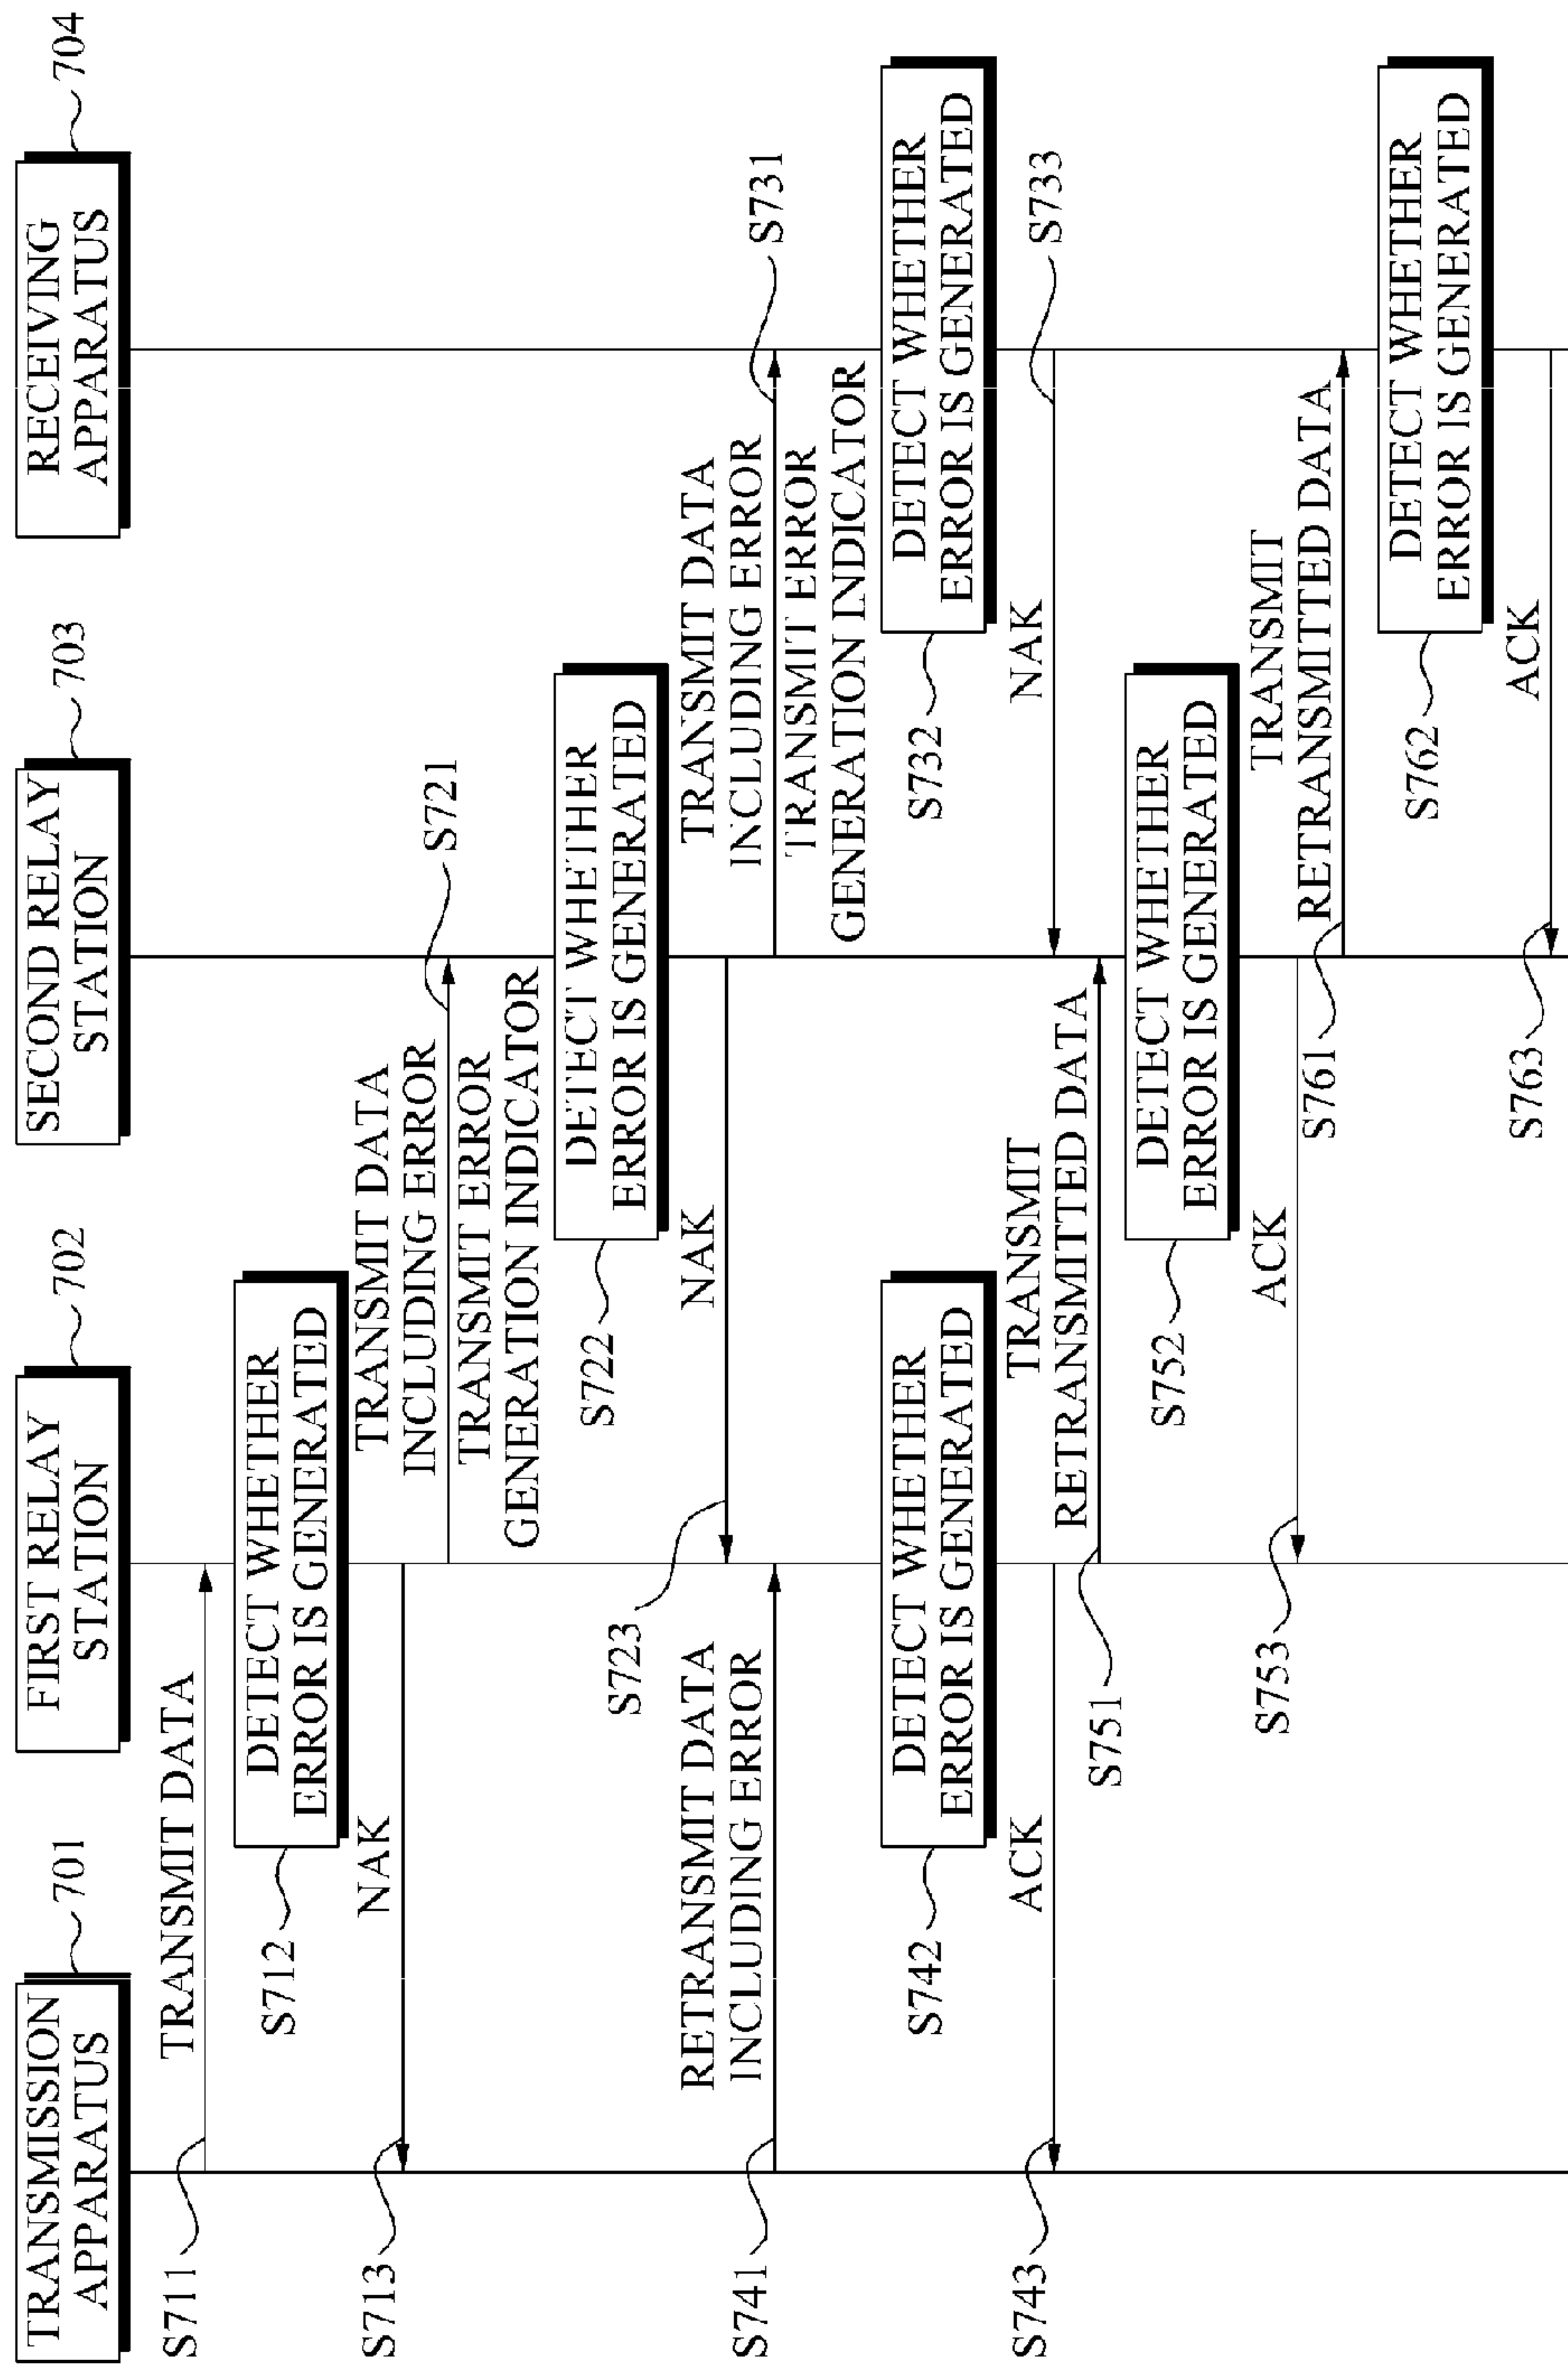 TRANSMISSION
APPARATUS
701
FIRST RELAY
STATION
702
SECOND RELAY
STATION
703
RECEIVING
APPARATUS
704
S711
TRANSMIT DATA
S712
DETECT WHETHER
ERROR IS GENERATED
S713
NAK
TRANSMIT DATA
INCLUDING ERROR
S721
TRANSMIT ERROR
GENERATION INDICATOR
S722
DETECT WHETHER
ERROR IS GENERATED
S723
NAK
TRANSMIT DATA
INCLUDING ERROR
S731
TRANSMIT ERROR
GENERATION INDICATOR
S741
RETRANSMIT DATA
INCLUDING ERROR
S732
DETECT WHETHER
ERROR IS GENERATED
S742
DETECT WHETHER
ERROR IS GENERATED
S733
NAK
S743
ACK
S751
TRANSMIT
RETRANSMITTED DATA
S752
DETECT WHETHER
ERROR IS GENERATED
S753
ACK
S761
TRANSMIT
RETRANSMITTED DATA
S762
DETECT WHETHER
ERROR IS GENERATED
S763
ACK